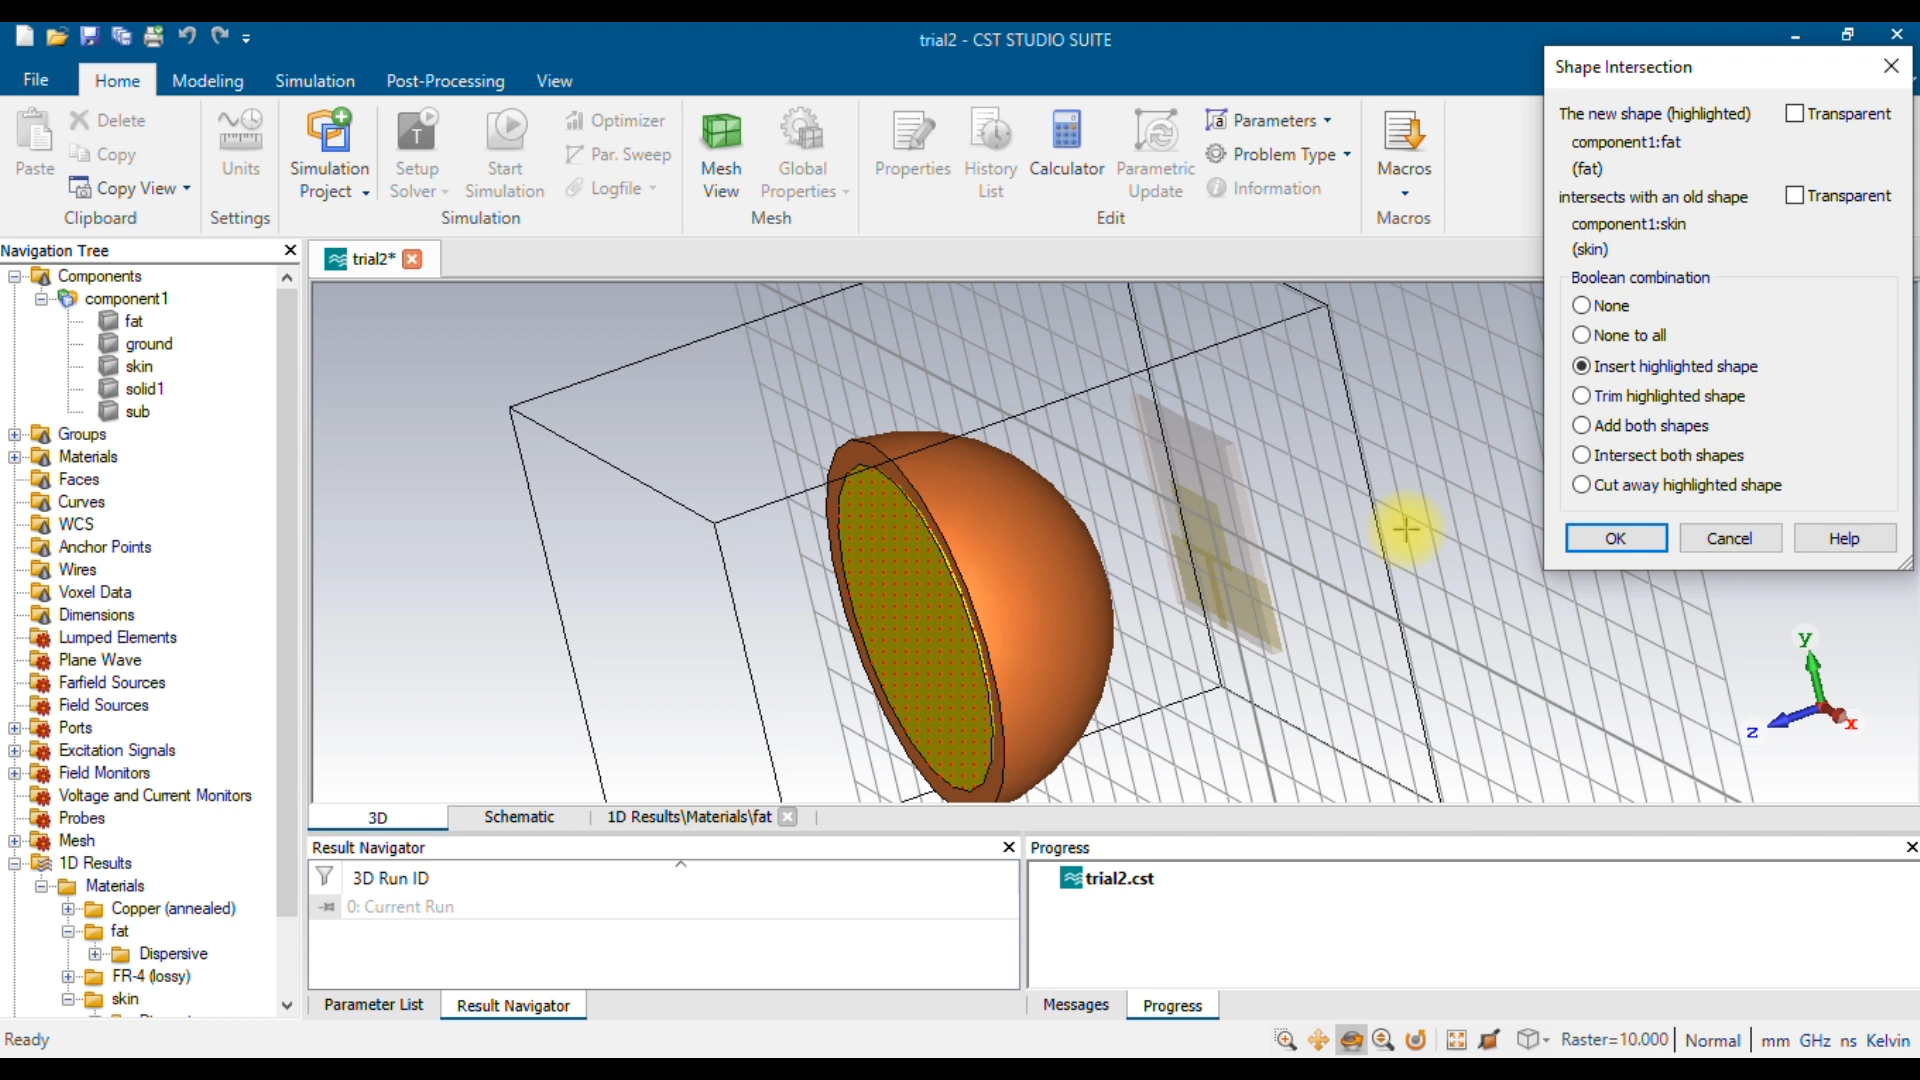 trial2 - CST STUDIO SUITE
File
Home
Modeling
Simulation
Post-Processing
View
Paste
Delete
Copy
Copy View
Clipboard
Units
Settings
Simulation
Project
T
Setup
Solver
Start
Simulation
Optimizer
Par. Sweep
Logfile
Simulation
Mesh
View
Global
Properties
Mesh
Properties
History
List
Calculator
Parametric
Update
Parameters
Problem Type
Information
Edit
Macros
Macros
Shape Intersection
The new shape (highlighted)
Transparent
component1:fat
(fat)
intersects with an old shape
Transparent
component1:skin
(skin)
Boolean combination
None
None to all
Insert highlighted shape
Trim highlighted shape
Add both shapes
Intersect both shapes
Cut away highlighted shape
OK
Cancel
Help
Navigation Tree
Components
component1
fat
ground
skin
solid1
sub
Groups
Materials
Faces
Curves
WCS
Anchor Points
Wires
Voxel Data
Dimensions
Lumped Elements
Plane Wave
Farfield Sources
Field Sources
Ports
Excitation Signals
Field Monitors
Voltage and Current Monitors
Probes
Mesh
1D Results
Materials
Copper (annealed)
fat
Dispersive
FR-4 (lossy)
skin
trial2*
y
z
x
3D
Schematic
1D Results\Materials\fat
Result Navigator
3D Run ID
0: Current Run
Parameter List
Result Navigator
Progress
trial2.cst
Messages
Progress
Ready
Raster=10.000
Normal
mm GHz ns Kelvin